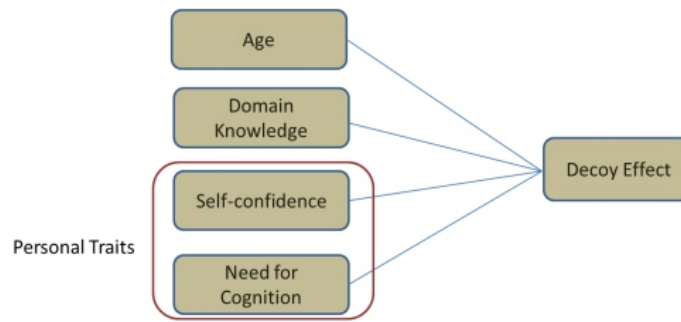 Age
Domain
Knowledge
Self-confidence
Decoy Effect
Personal Traits
Need for
Cognition